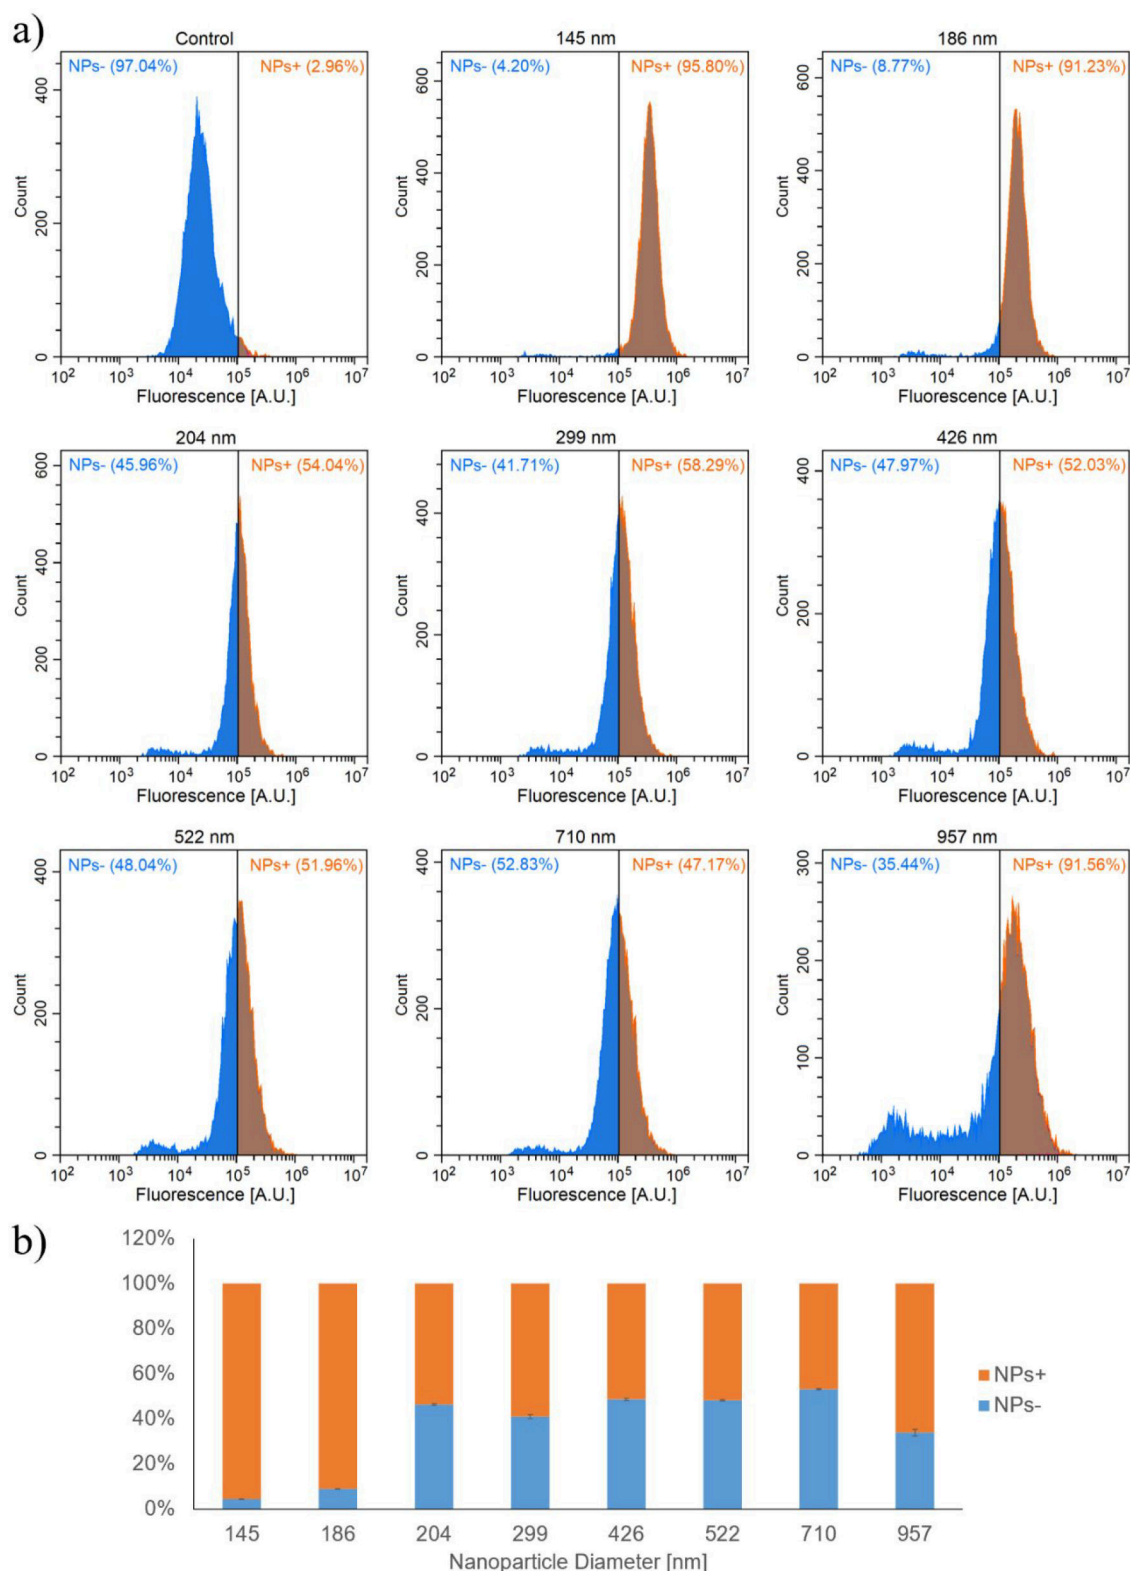 a)
Control
NPs- (97.04%) NPs+ (2.96%)
400
200
0
Count
10² 10³ 10⁴ 10⁵ 10⁶ 10⁷
Fluorescence [A.U.]
145 nm
NPs- (4.20%) NPs+ (95.80%)
600
400
200
0
Count
10² 10³ 10⁴ 10⁵ 10⁶ 10⁷
Fluorescence [A.U.]
186 nm
NPs- (8.77%) NPs+ (91.23%)
600
400
200
0
Count
10² 10³ 10⁴ 10⁵ 10⁶ 10⁷
Fluorescence [A.U.]
204 nm
NPs- (45.96%) NPs+ (54.04%)
600
400
200
0
Count
10² 10³ 10⁴ 10⁵ 10⁶ 10⁷
Fluorescence [A.U.]
299 nm
NPs- (41.71%) NPs+ (58.29%)
400
200
0
Count
10² 10³ 10⁴ 10⁵ 10⁶ 10⁷
Fluorescence [A.U.]
426 nm
NPs- (47.97%) NPs+ (52.03%)
400
200
0
Count
10² 10³ 10⁴ 10⁵ 10⁶ 10⁷
Fluorescence [A.U.]
522 nm
NPs- (48.04%) NPs+ (51.96%)
400
200
0
Count
10² 10³ 10⁴ 10⁵ 10⁶ 10⁷
Fluorescence [A.U.]
710 nm
NPs- (52.83%) NPs+ (47.17%)
400
200
0
Count
10² 10³ 10⁴ 10⁵ 10⁶ 10⁷
Fluorescence [A.U.]
957 nm
NPs- (35.44%) NPs+ (91.56%)
300
200
100
0
Count
10² 10³ 10⁴ 10⁵ 10⁶ 10⁷
Fluorescence [A.U.]
b)
120%
100%
80%
60%
40%
20%
0%
NPs+
NPs-
145 186 204 299 426 522 710 957
Nanoparticle Diameter [nm]